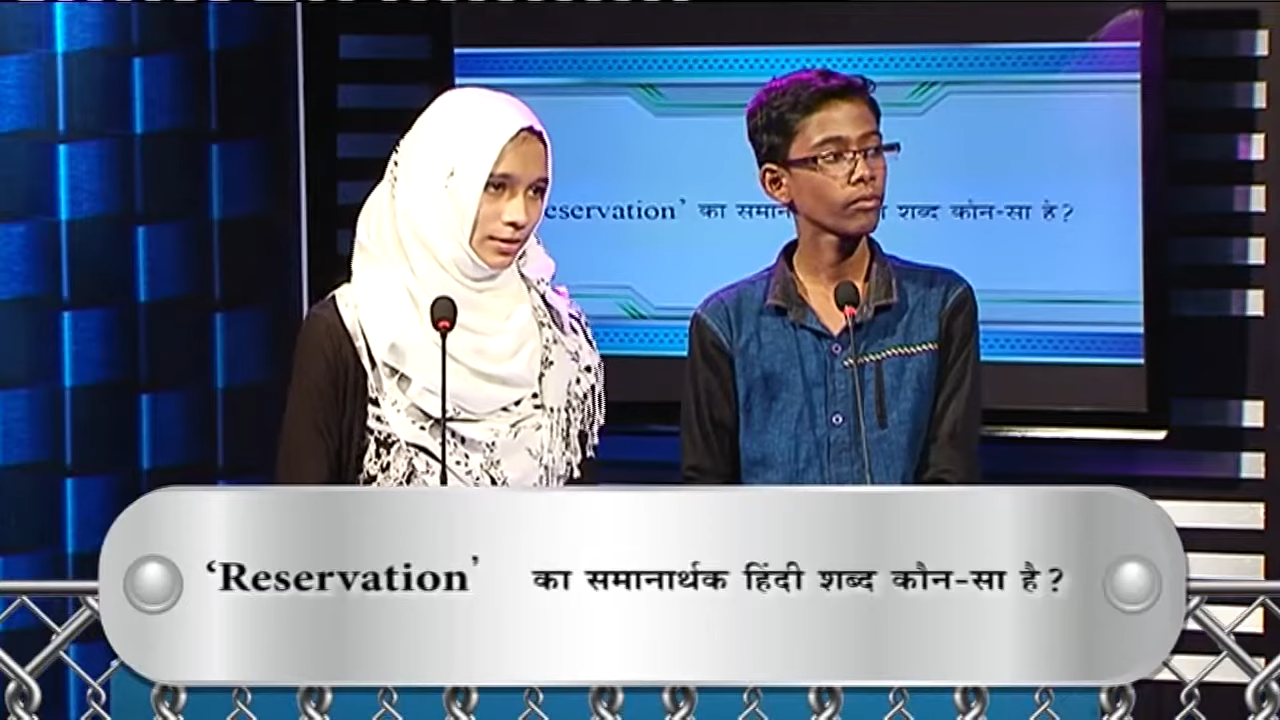 eservation’ का समान शब्द कौन-सा है?
‘Reservation’ का समानार्थक हिंदी शब्द कौन-सा है?